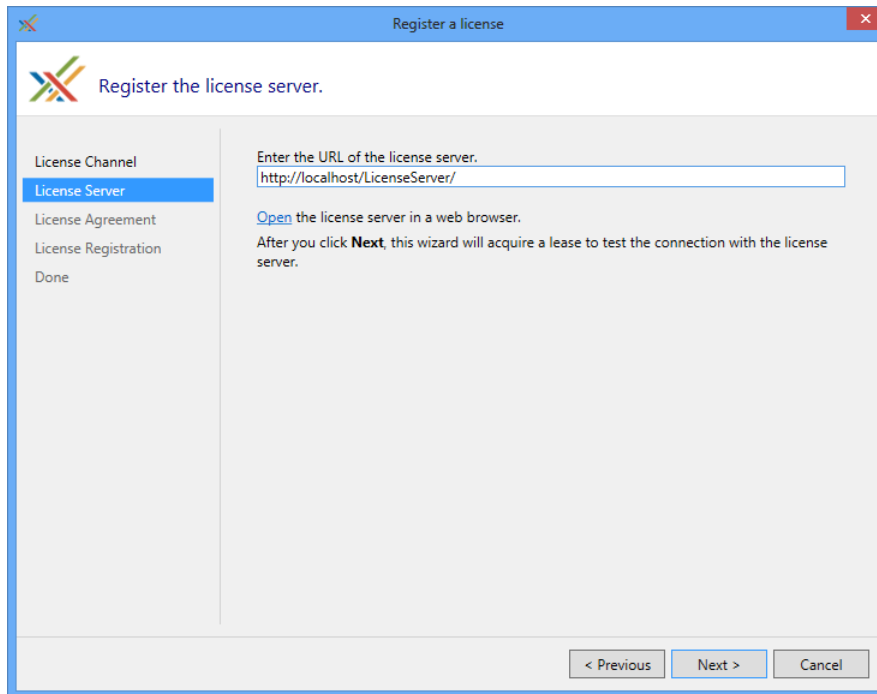 Register a license
Register the license server.
License Channel
License Server
License Agreement
License Registration
Done
Enter the URL of the license server.
http://localhost/LicenseServer/
Open the license server in a web browser.
After you click Next, this wizard will acquire a lease to test the connection with the license
server.
< Previous
Next >
Cancel